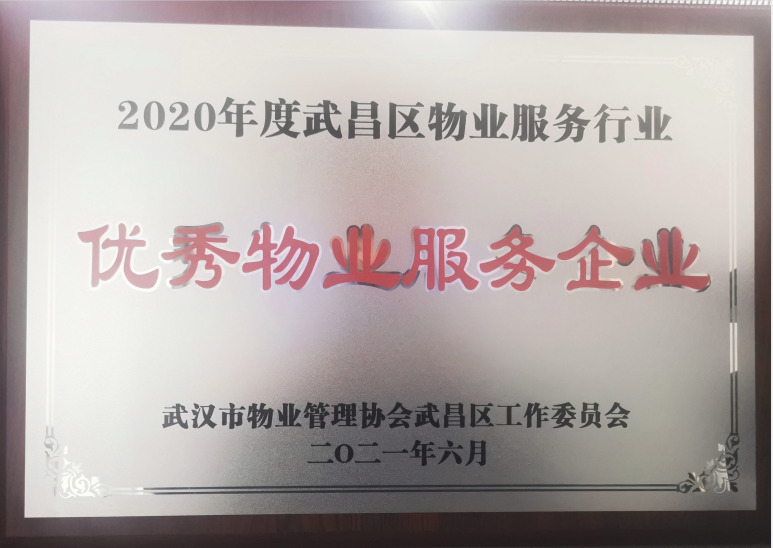 2020年度武昌区物业服务行业
优秀物业服务企业
武汉市物业管理协会武昌区工作委员会
二O二一年六月